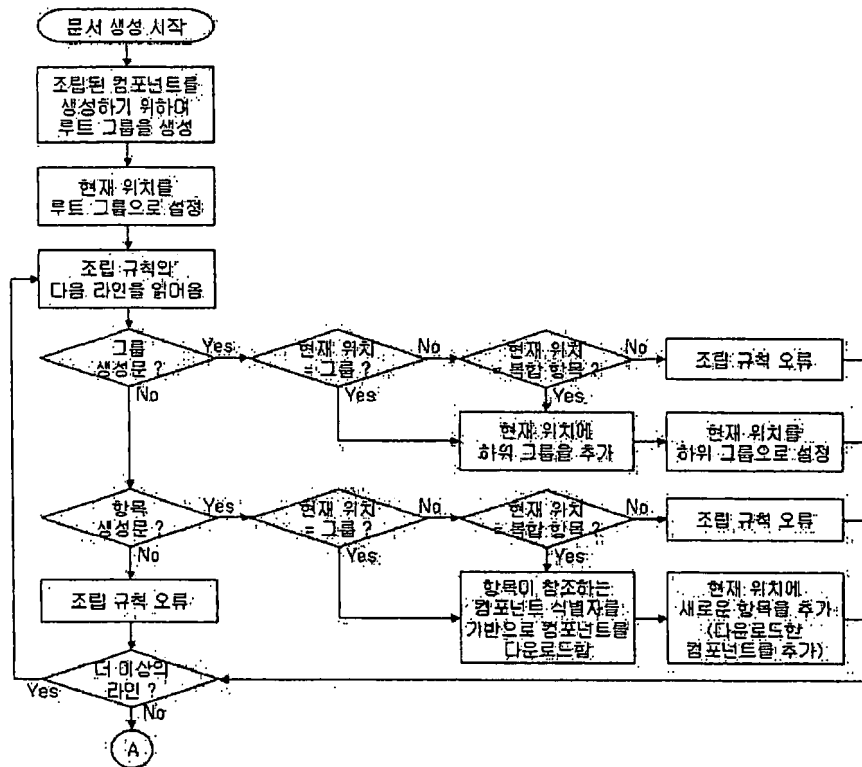 문서 생성 시작
조립된 컴포넌트를
생성하기 위하여
루트 그룹을 생성
현재 위치를
루트 그룹으로 설정
조립 규칙의
다음 라인을 읽어옴
그룹
생성문 ?
Yes
No
현재 위치
= 그룹 ?
No
Yes
현재 위치
= 복합 항목 ?
No
Yes
조립 규칙 오류
현재 위치에
하위 그룹을 추가
현재 위치를
하위 그룹으로 설정
항목
생성문 ?
Yes
No
현재 위치
= 그룹 ?
No
Yes
현재 위치
= 복합 항목 ?
No
Yes
조립 규칙 오류
조립 규칙 오류
항목이 참조하는
컴포넌트 식별자를
기반으로 컴포넌트를
다운로드함
현재 위치에
새로운 항목을 추가
(다운로드한
컴포넌트를 추가)
더 이상의
라인 ?
Yes
No
A